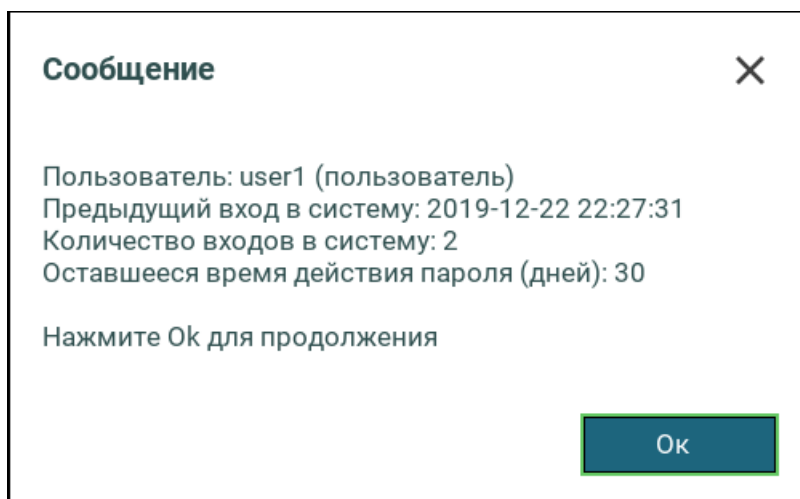 Сообщение
Пользователь: user1 (пользователь)
Предыдущий вход в систему: 2019-12-22 22:27:31
Количество входов в систему: 2
Оставшееся время действия пароля (дней): 30
Нажмите Ok для продолжения
Ок